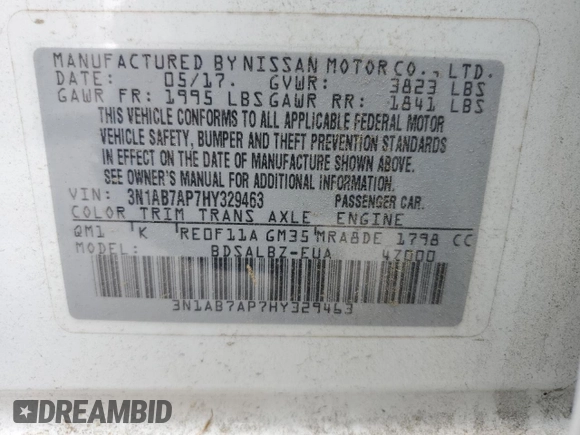 MANUFACTURED BY NISSAN MOTOR CO., LTD.
DATE: 05/17. GVWR: 3823 LBS
GAWR FR: 1995 LBS GAWR RR: 1841 LBS
THIS VEHICLE CONFORMS TO ALL APPLICABLE FEDERAL MOTOR
VEHICLE SAFETY, BUMPER AND THEFT PREVENTION STANDARDS
IN EFFECT ON THE DATE OF MANUFACTURE SHOWN ABOVE.
SEE OWNER'S MANUAL FOR ADDITIONAL INFORMATION.
VIN: 3N1AB7AP7HY329463 PASSENGER CAR.
COLOR TRIM TRANS AXLE ENGINE
QM1 K RE0F11A GM35 MRA8DE 1798 CC
MODEL: BDSALBZ-EUA 4Z000
3N1AB7AP7HY329463
DREAMBID